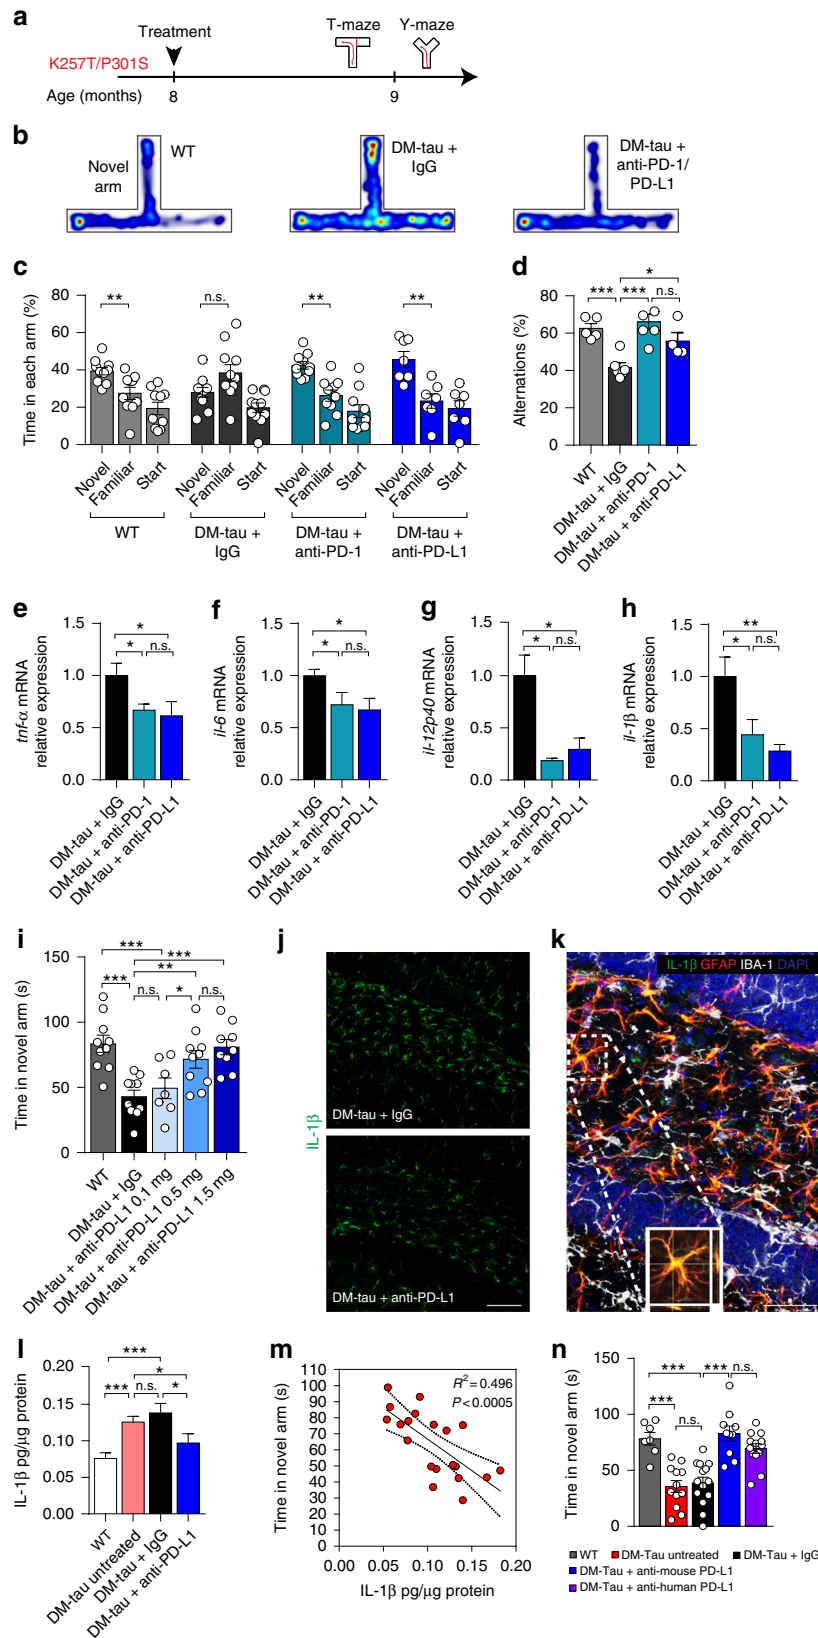 a
Treatment
T-maze
Y-maze
K257T/P301S
Age (months)
8
9
b
Novel arm
WT
DM-tau + IgG
DM-tau + anti-PD-1/ PD-L1
c
Time in each arm (%)
80
60
40
20
0
**
n.s.
**
**
Novel
Familiar
Start
Novel
Familiar
Start
Novel
Familiar
Start
Novel
Familiar
Start
WT
DM-tau + IgG
DM-tau + anti-PD-1
DM-tau + anti-PD-L1
d
Alternations (%)
80
60
40
20
0
*
*** *** n.s.
WT
DM-tau + IgG
DM-tau + anti-PD-1
DM-tau + anti-PD-L1
e
tnf-α mRNA relative expression
1.5
1.0
0.5
0.0
*
* n.s.
DM-tau + IgG
DM-tau + anti-PD-1
DM-tau + anti-PD-L1
f
il-6 mRNA relative expression
1.5
1.0
0.5
0.0
*
* n.s.
DM-tau + IgG
DM-tau + anti-PD-1
DM-tau + anti-PD-L1
g
il-12p40 mRNA relative expression
1.5
1.0
0.5
0.0
*
* n.s.
DM-tau + IgG
DM-tau + anti-PD-1
DM-tau + anti-PD-L1
h
il-1β mRNA relative expression
1.5
1.0
0.5
0.0
**
* n.s.
DM-tau + IgG
DM-tau + anti-PD-1
DM-tau + anti-PD-L1
i
Time in novel arm (s)
150
100
50
0
***
***
**
*** n.s. * n.s.
WT
DM-tau + IgG
DM-tau + anti-PD-L1 0.1 mg
DM-tau + anti-PD-L1 0.5 mg
DM-tau + anti-PD-L1 1.5 mg
j
IL-1β
DM-tau + IgG
DM-tau + anti-PD-L1
k
IL-1β GFAP IBA-1 DAPI
l
IL-1β pg/μg protein
0.20
0.15
0.10
0.05
0.00
***
*
*** n.s. *
WT
DM-tau untreated
DM-tau + IgG
DM-tau + anti-PD-L1
m
Time in novel arm (s)
110
100
90
80
70
60
50
40
30
20
10
0
R² = 0.496
P < 0.0005
0.00 0.05 0.10 0.15 0.20
IL-1β pg/μg protein
n
Time in novel arm (s)
150
100
50
0
*** *** n.s.
***
n.s.
WT DM-Tau untreated DM-Tau + IgG
DM-Tau + anti-mouse PD-L1
DM-Tau + anti-human PD-L1